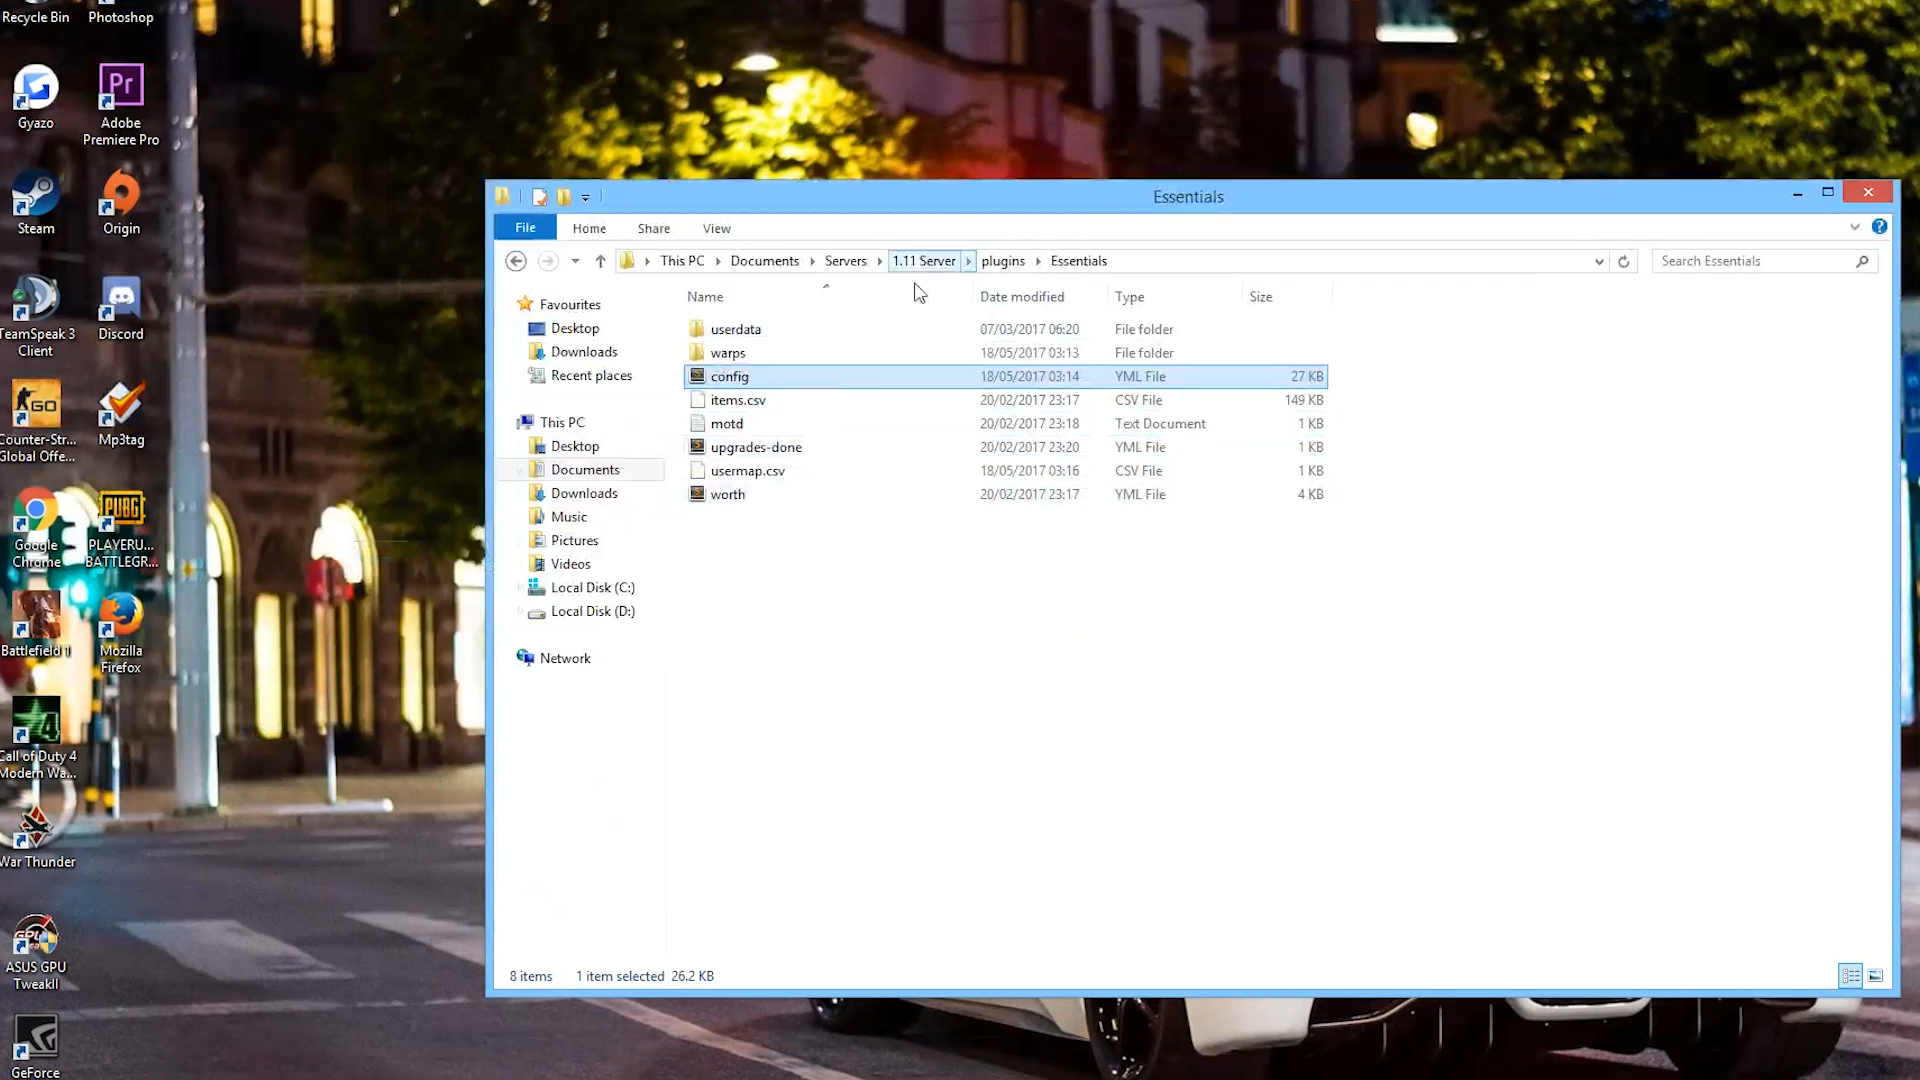 Recycle Bin
Photoshop
Gyazo
Pr
Adobe
Premiere Pro
Steam
Origin
TeamSpeak 3
Client
Discord
GO
Counter-Str...
Global Offe...
Mp3tag
Google
Chrome
PUBG
PLAYERU...
BATTLEGR...
Battlefield 1
Mozilla
Firefox
4
Call of Duty 4
Modern Wa...
War Thunder
ASUS GPU
TweakII
GeForce
Essentials
File
Home
Share
View
This PC
Documents
Servers
1.11 Server
plugins
Essentials
Search Essentials
Favourites
Desktop
Downloads
Recent places
This PC
Desktop
Documents
Downloads
Music
Pictures
Videos
Local Disk (C:)
Local Disk (D:)
Network
Name Date modified Type Size
userdata 07/03/2017 06:20 File folder
warps 18/05/2017 03:13 File folder
config 18/05/2017 03:14 YML File 27 KB
items.csv 20/02/2017 23:17 CSV File 149 KB
motd 20/02/2017 23:18 Text Document 1 KB
upgrades-done 20/02/2017 23:20 YML File 1 KB
usermap.csv 18/05/2017 03:16 CSV File 1 KB
worth 20/02/2017 23:17 YML File 4 KB
8 items 1 item selected 26.2 KB